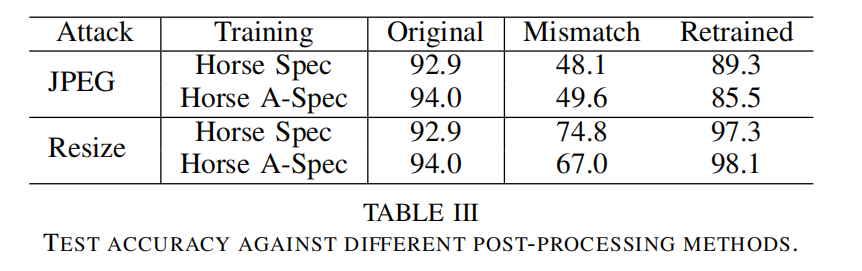 Attack Training Original Mismatch Retrained
JPEG Horse Spec 92.9 48.1 89.3
Horse A-Spec 94.0 49.6 85.5
Resize Horse Spec 92.9 74.8 97.3
Horse A-Spec 94.0 67.0 98.1
TABLE III
TEST ACCURACY AGAINST DIFFERENT POST-PROCESSING METHODS.